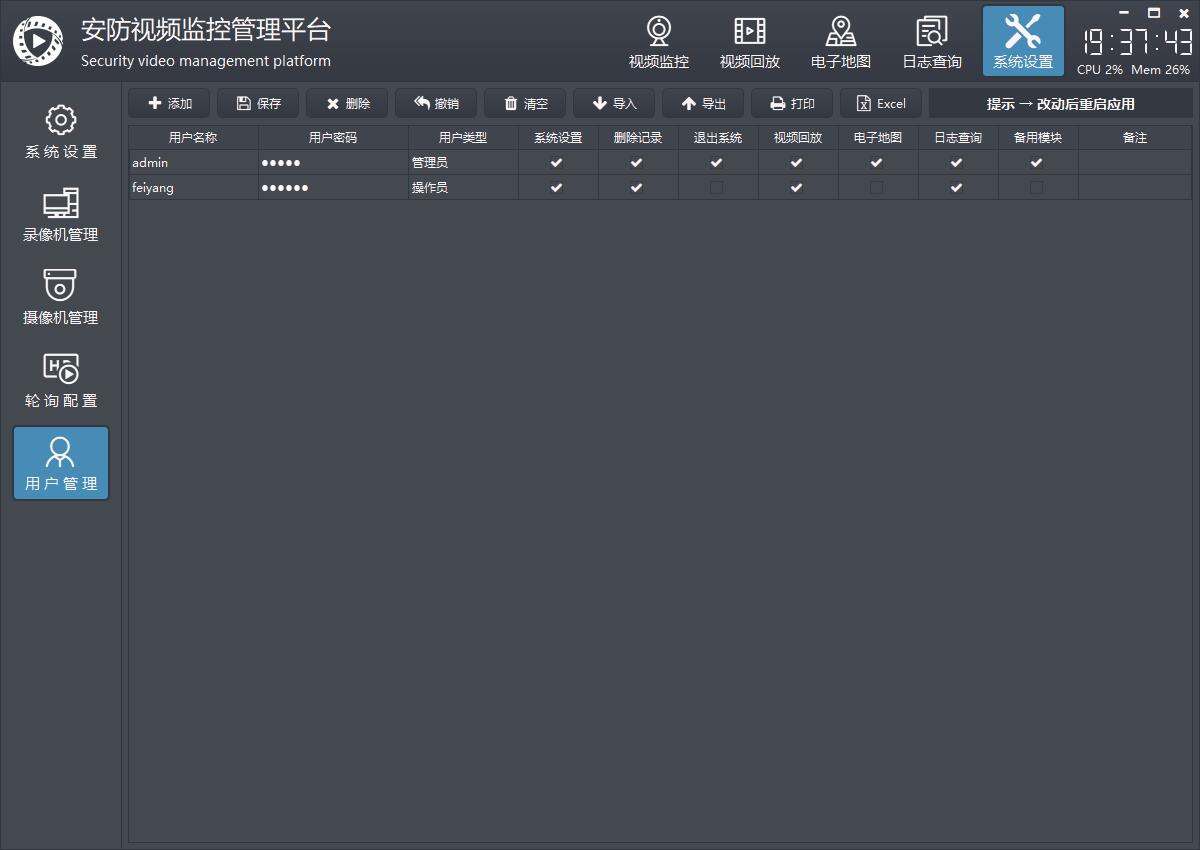 安防视频监控管理平台
Security video management platform
视频监控 视频回放 电子地图 日志查询 系统设置
19:37:43
CPU 2% Mem 26%
系统设置
录像机管理
摄像机管理
轮询配置
用户管理
添加 保存 删除 撤销 清空 导入 导出 打印 Excel 提示 → 改动后重启应用
用户名称 用户密码 用户类型 系统设置 删除记录 退出系统 视频回放 电子地图 日志查询 备用模块 备注
admin ●●●●● 管理员
feiyang ●●●●●● 操作员